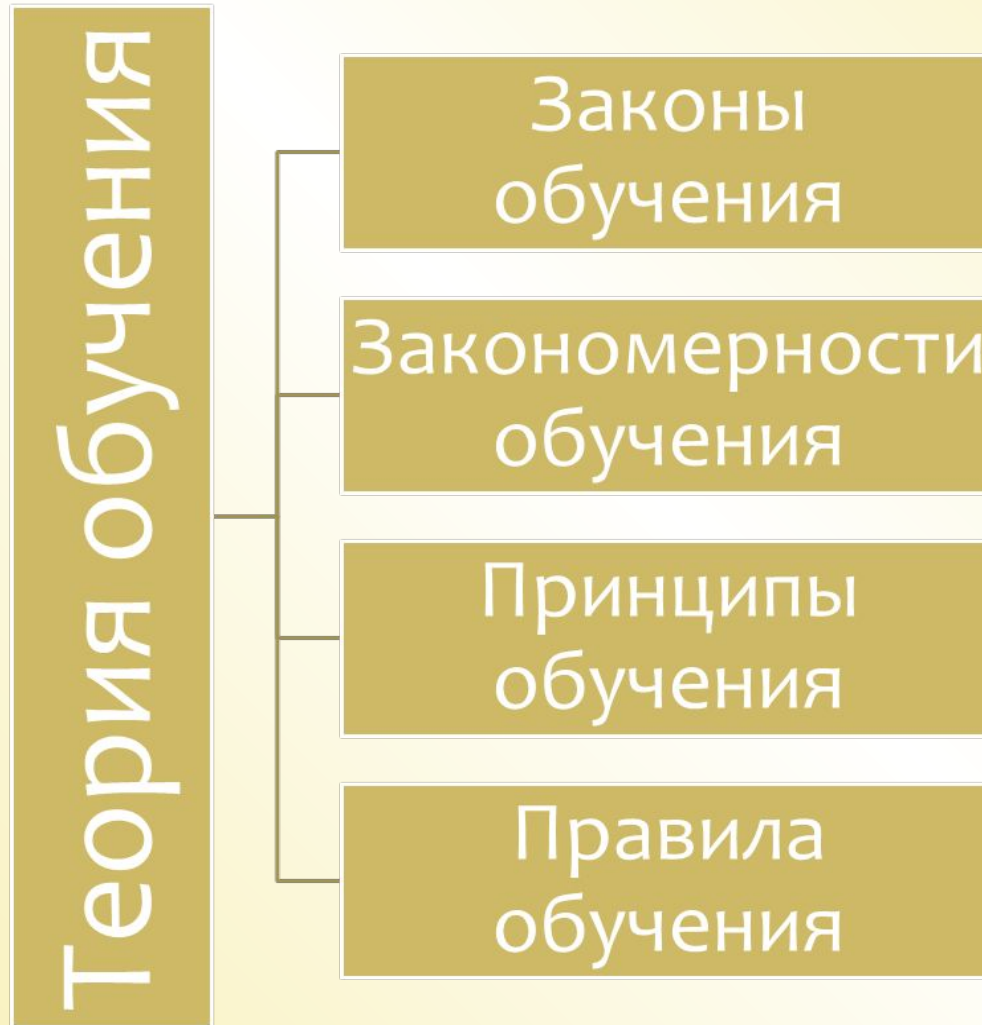 Теория обучения
Законы
обучения
Закономерности
обучения
Принципы
обучения
Правила
обучения